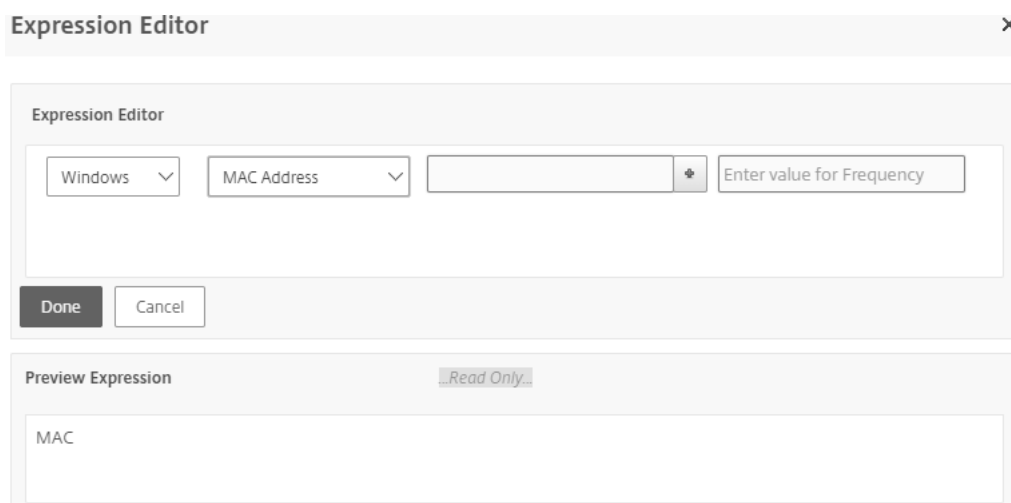 Expression Editor
Expression Editor
Windows MAC Address Enter value for Frequency
Done Cancel
Preview Expression ...Read Only...
MAC